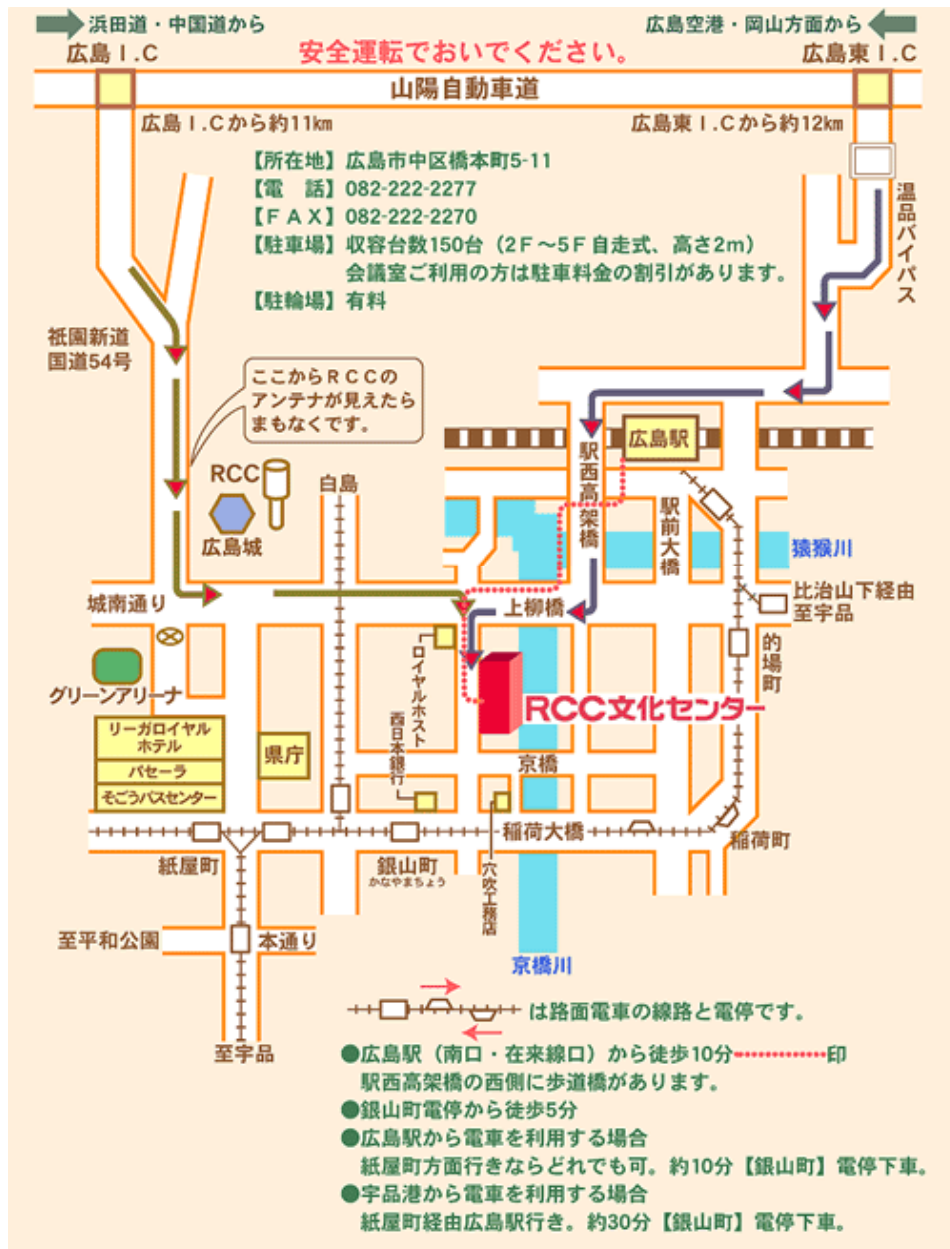 浜田道・中国道から
広島空港・岡山方面から
広島I.C
安全運転でおいでください。
広島東I.C
山陽自動車道
広島I.Cから約11km
広島東I.Cから約12km
【所在地】広島市中区橋本町5-11
【電　話】082-222-2277
【ＦＡＸ】082-222-2270
【駐車場】収容台数150台（2F～5F自走式、高さ2m）
会議室ご利用の方は駐車料金の割引があります。
【駐輪場】有料
温品バイパス
祇園新道
国道54号
ここからＲＣＣの
アンテナが見えたら
まもなくです。
広島駅
RCC
広島城
白島
駅西高架橋
駅前大橋
猿猴川
城南通り
上柳橋
比治山下経由
至宇品
的場町
グリーンアリーナ
ロイヤルホスト
RCC文化センター
リーガロイヤル
ホテル
パセーラ
そごうバスセンター
県庁
西日本銀行
京橋
稲荷大橋
稲荷町
紙屋町
銀山町
かなやまちょう
穴吹工務店
至平和公園
本通り
京橋川
至宇品
は路面電車の線路と電停です。
●広島駅（南口・在来線口）から徒歩10分･････････････印
駅西高架橋の西側に歩道橋があります。
●銀山町電停から徒歩5分
●広島駅から電車を利用する場合
紙屋町方面行きならどれでも可。約10分【銀山町】電停下車。
●宇品港から電車を利用する場合
紙屋町経由広島駅行き。約30分【銀山町】電停下車。